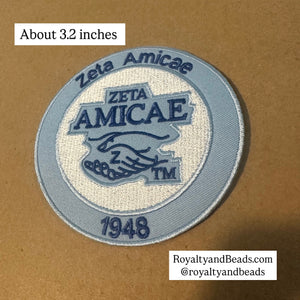 About 3.2 inches
Zeta Amicae
ZETA
AMICAE
Z
TM
1948
RoyaltyandBeads.com
@royaltyandbeads